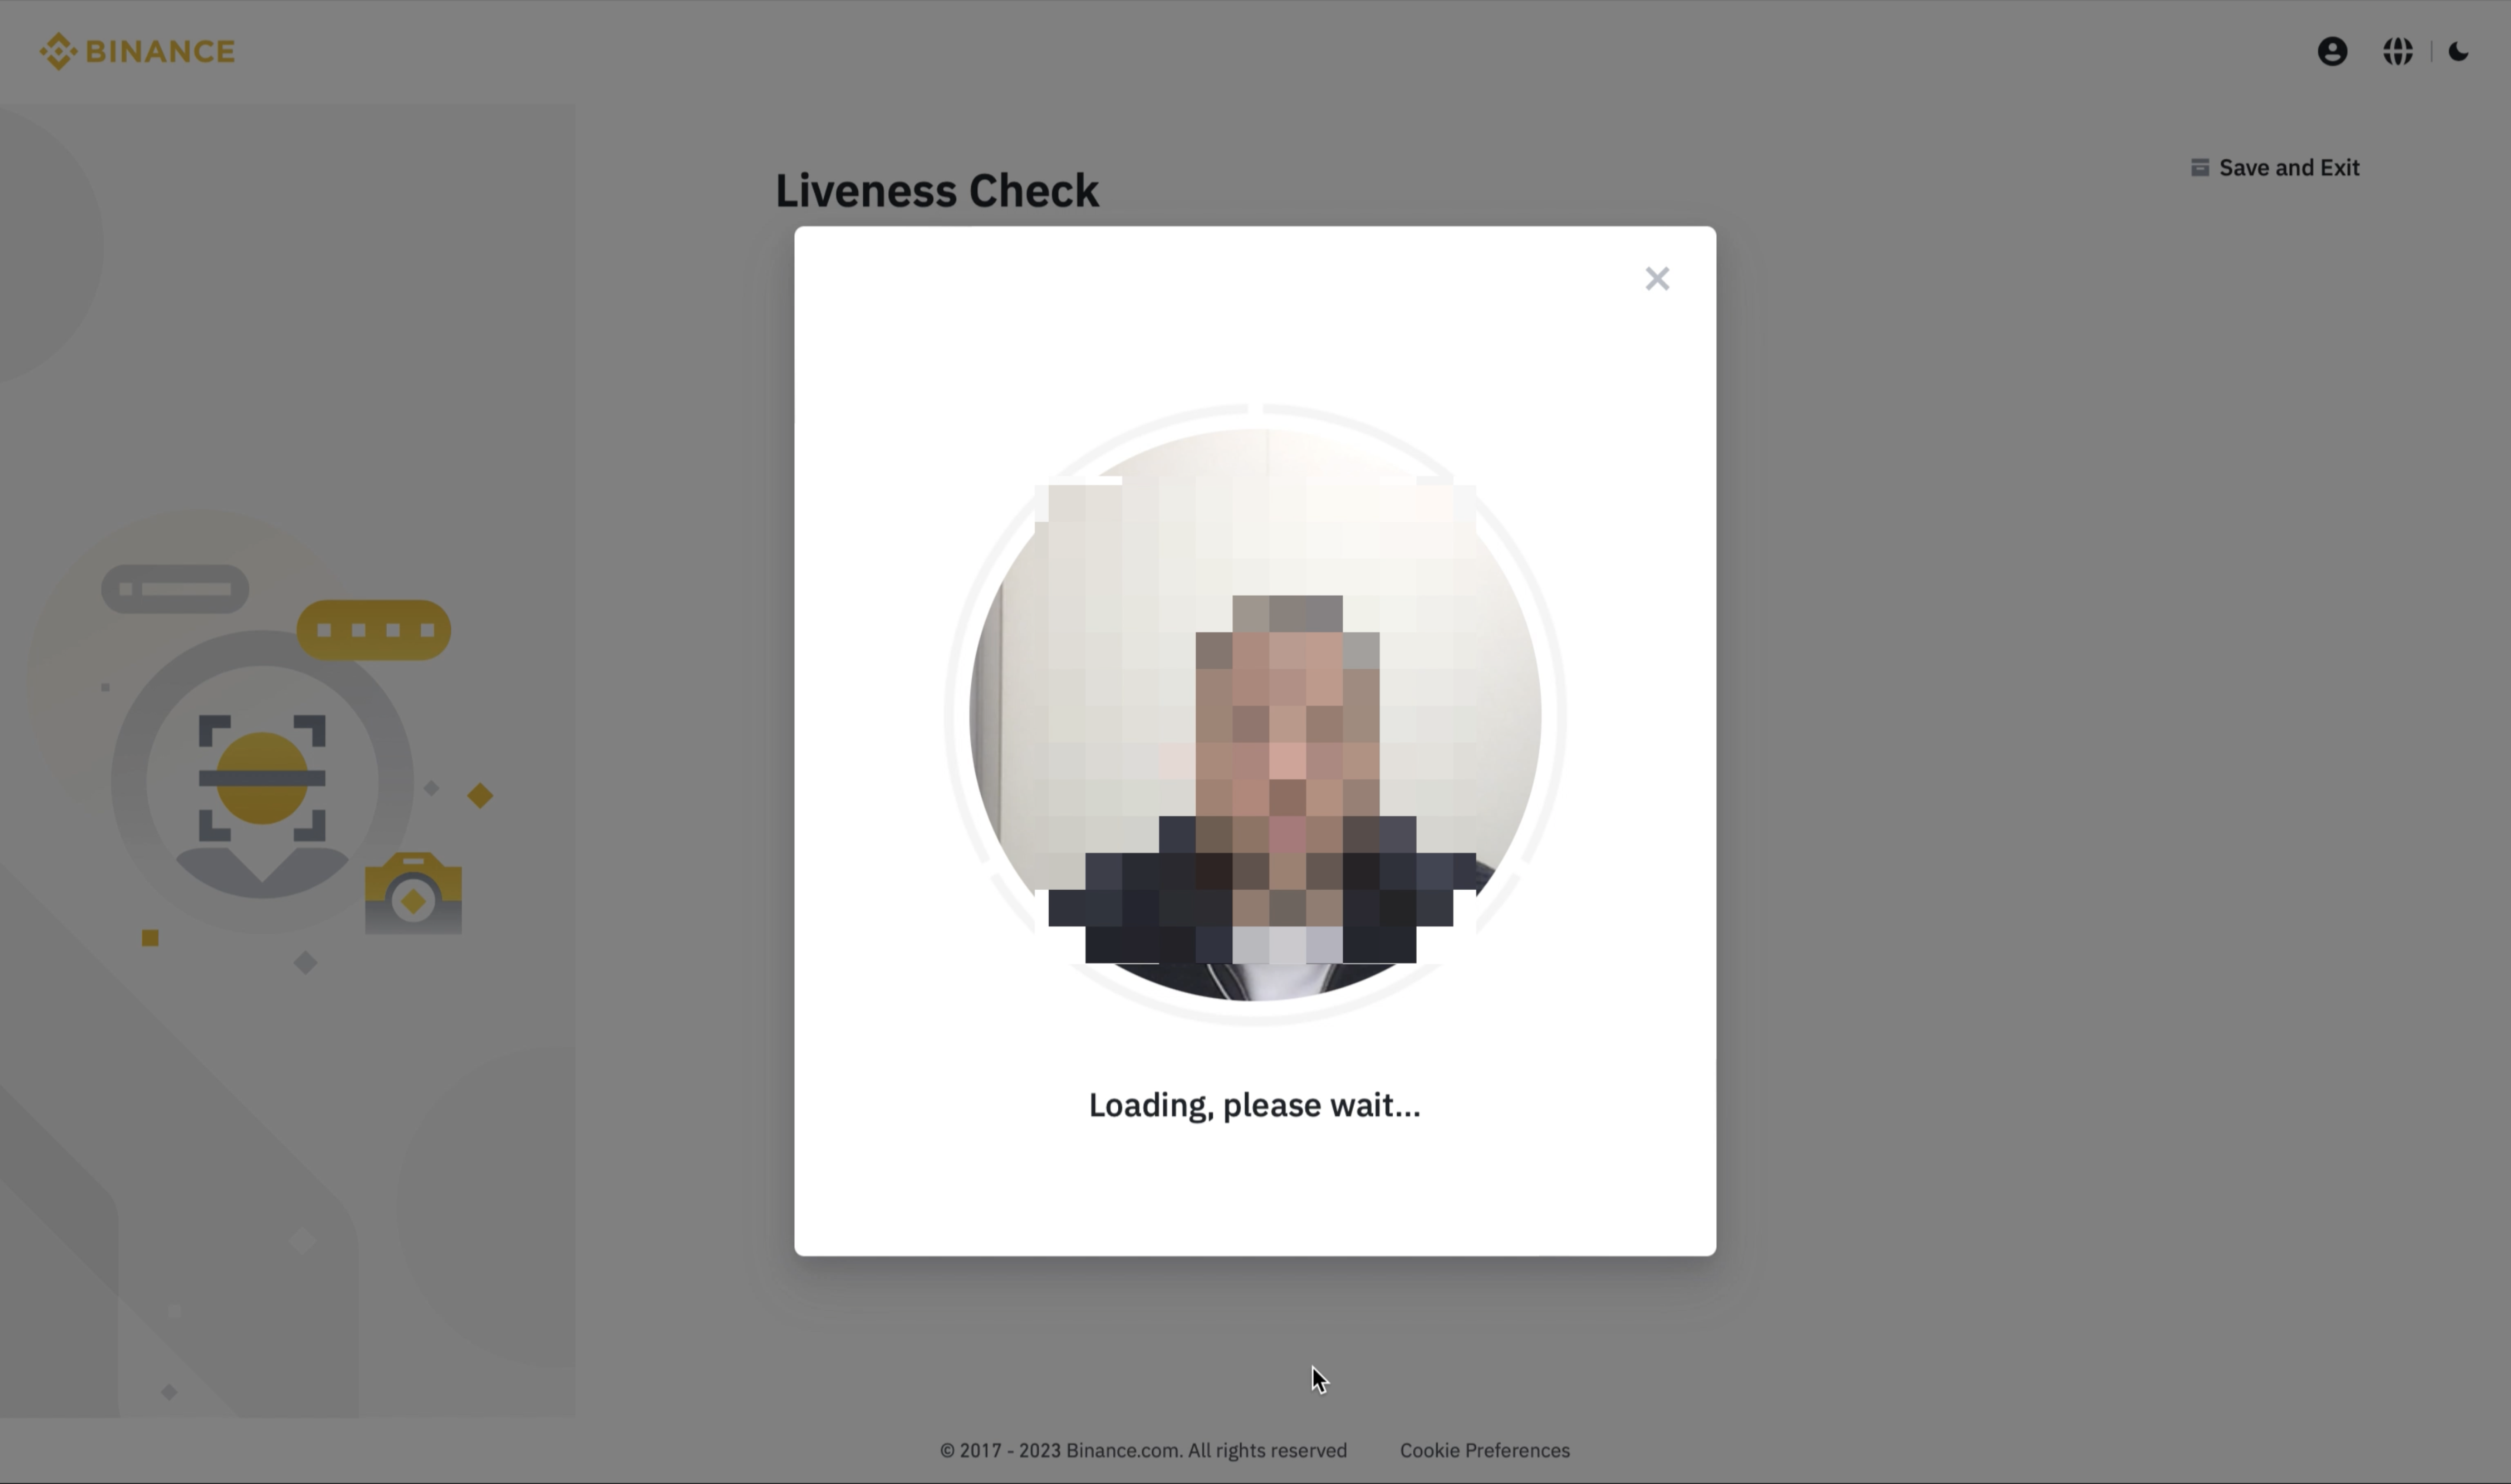 BINANCE
Save and Exit
Liveness Check
Loading, please wait...
© 2017 - 2023 Binance.com. All rights reserved
Cookie Preferences